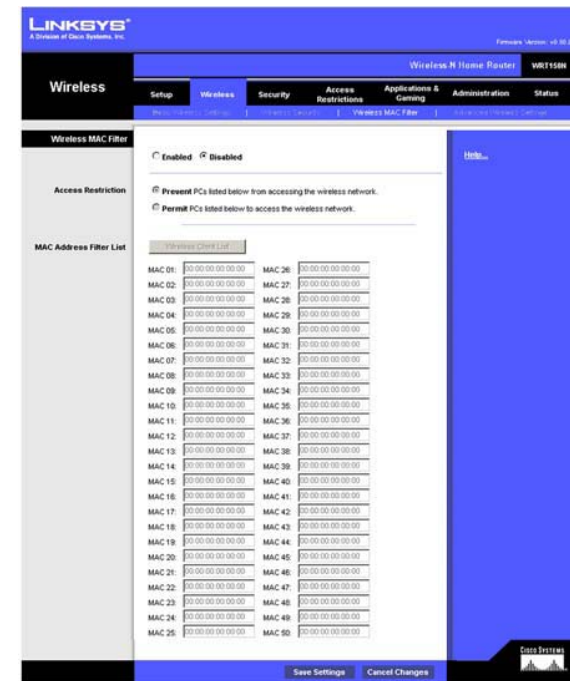 LINKSYS®
A Division of Cisco Systems, Inc.
Firmware Version:
Wireless-N Home Router WRT150N
Wireless
Setup Wireless Security Access Restrictions Applications & Gaming Administration Status
Basic Wireless Settings | Wireless Security | Wireless MAC Filter | Advanced Wireless Settings
Wireless MAC Filter
Enabled Disabled
Help...
Access Restriction
Prevent PCs listed below from accessing the wireless network.
Permit PCs listed below to access the wireless network.
MAC Address Filter List
Wireless Client List
MAC 01: 00:00:00:00:00:00 MAC 26: 00:00:00:00:00:00
MAC 02: 00:00:00:00:00:00 MAC 27: 00:00:00:00:00:00
MAC 03: 00:00:00:00:00:00 MAC 28: 00:00:00:00:00:00
MAC 04: 00:00:00:00:00:00 MAC 29: 00:00:00:00:00:00
MAC 05: 00:00:00:00:00:00 MAC 30: 00:00:00:00:00:00
MAC 06: 00:00:00:00:00:00 MAC 31: 00:00:00:00:00:00
MAC 07: 00:00:00:00:00:00 MAC 32: 00:00:00:00:00:00
MAC 08: 00:00:00:00:00:00 MAC 33: 00:00:00:00:00:00
MAC 09: 00:00:00:00:00:00 MAC 34: 00:00:00:00:00:00
MAC 10: 00:00:00:00:00:00 MAC 35: 00:00:00:00:00:00
MAC 11: 00:00:00:00:00:00 MAC 36: 00:00:00:00:00:00
MAC 12: 00:00:00:00:00:00 MAC 37: 00:00:00:00:00:00
MAC 13: 00:00:00:00:00:00 MAC 38: 00:00:00:00:00:00
MAC 14: 00:00:00:00:00:00 MAC 39: 00:00:00:00:00:00
MAC 15: 00:00:00:00:00:00 MAC 40: 00:00:00:00:00:00
MAC 16: 00:00:00:00:00:00 MAC 41: 00:00:00:00:00:00
MAC 17: 00:00:00:00:00:00 MAC 42: 00:00:00:00:00:00
MAC 18: 00:00:00:00:00:00 MAC 43: 00:00:00:00:00:00
MAC 19: 00:00:00:00:00:00 MAC 44: 00:00:00:00:00:00
MAC 20: 00:00:00:00:00:00 MAC 45: 00:00:00:00:00:00
MAC 21: 00:00:00:00:00:00 MAC 46: 00:00:00:00:00:00
MAC 22: 00:00:00:00:00:00 MAC 47: 00:00:00:00:00:00
MAC 23: 00:00:00:00:00:00 MAC 48: 00:00:00:00:00:00
MAC 24: 00:00:00:00:00:00 MAC 49: 00:00:00:00:00:00
MAC 25: 00:00:00:00:00:00 MAC 50: 00:00:00:00:00:00
Save Settings Cancel Changes
CISCO SYSTEMS